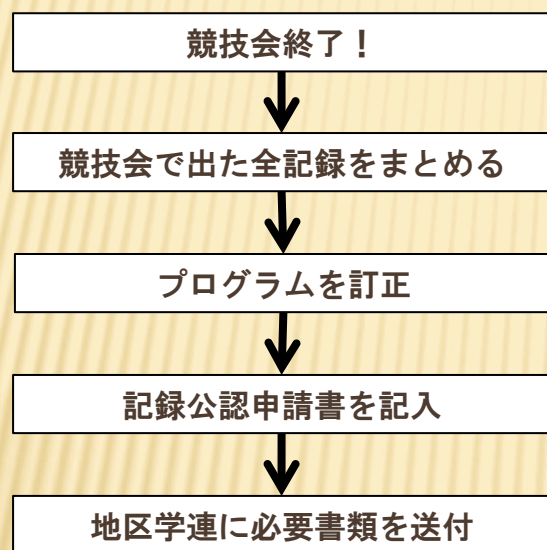 競技会終了！
競技会で出た全記録をまとめる
プログラムを訂正
記録公認申請書を記入
地区学連に必要書類を送付